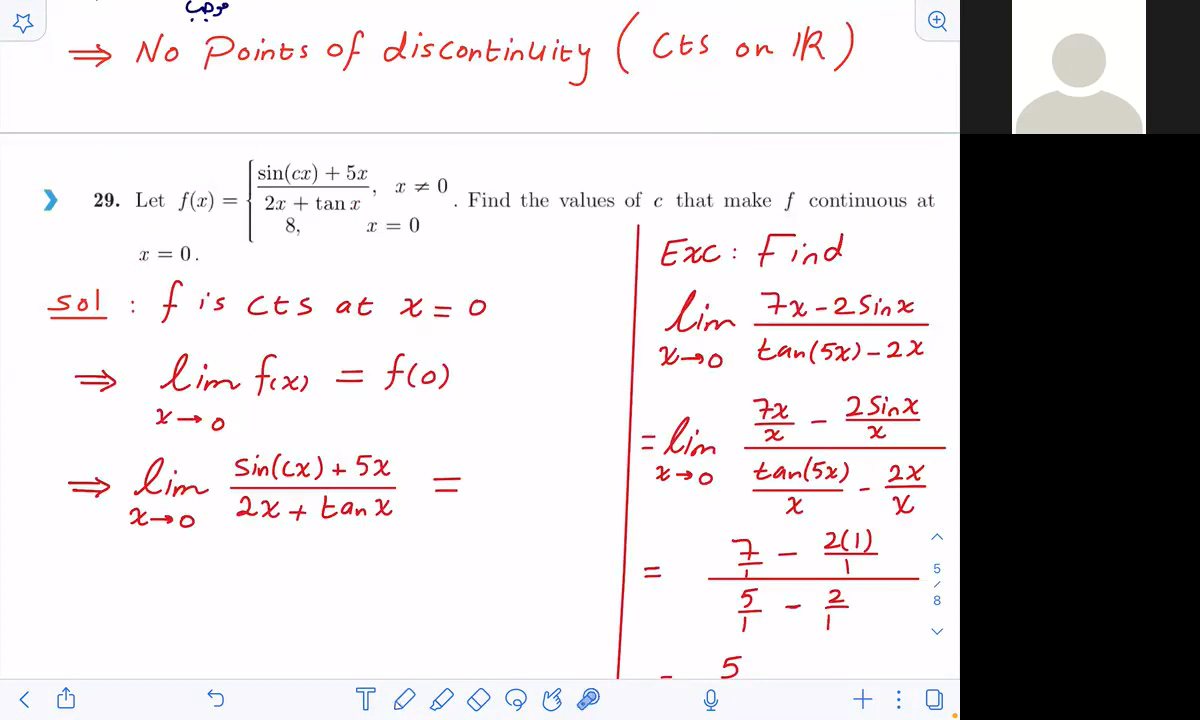 موجب
⇒ No Points of discontinuity (Cts on IR)
29. Let f(x) = { sin(cx) + 5x / 2x + tan x, x ≠ 0
8, x = 0 . Find the values of c that make f continuous at
x = 0.
Sol : f is cts at x = 0
⇒ lim x→0 f(x) = f(0)
⇒ lim x→0 sin(cx) + 5x / 2x + tan x =
Exc : Find
lim x→0 7x - 2 Sin x / tan(5x) - 2x
= lim x→0 7x/x - 2 Sin x/x / tan(5x)/x - 2x/x
= 7/1 - 2(1)/1 / 5/1 - 2/1
= 5
5 / 8
T